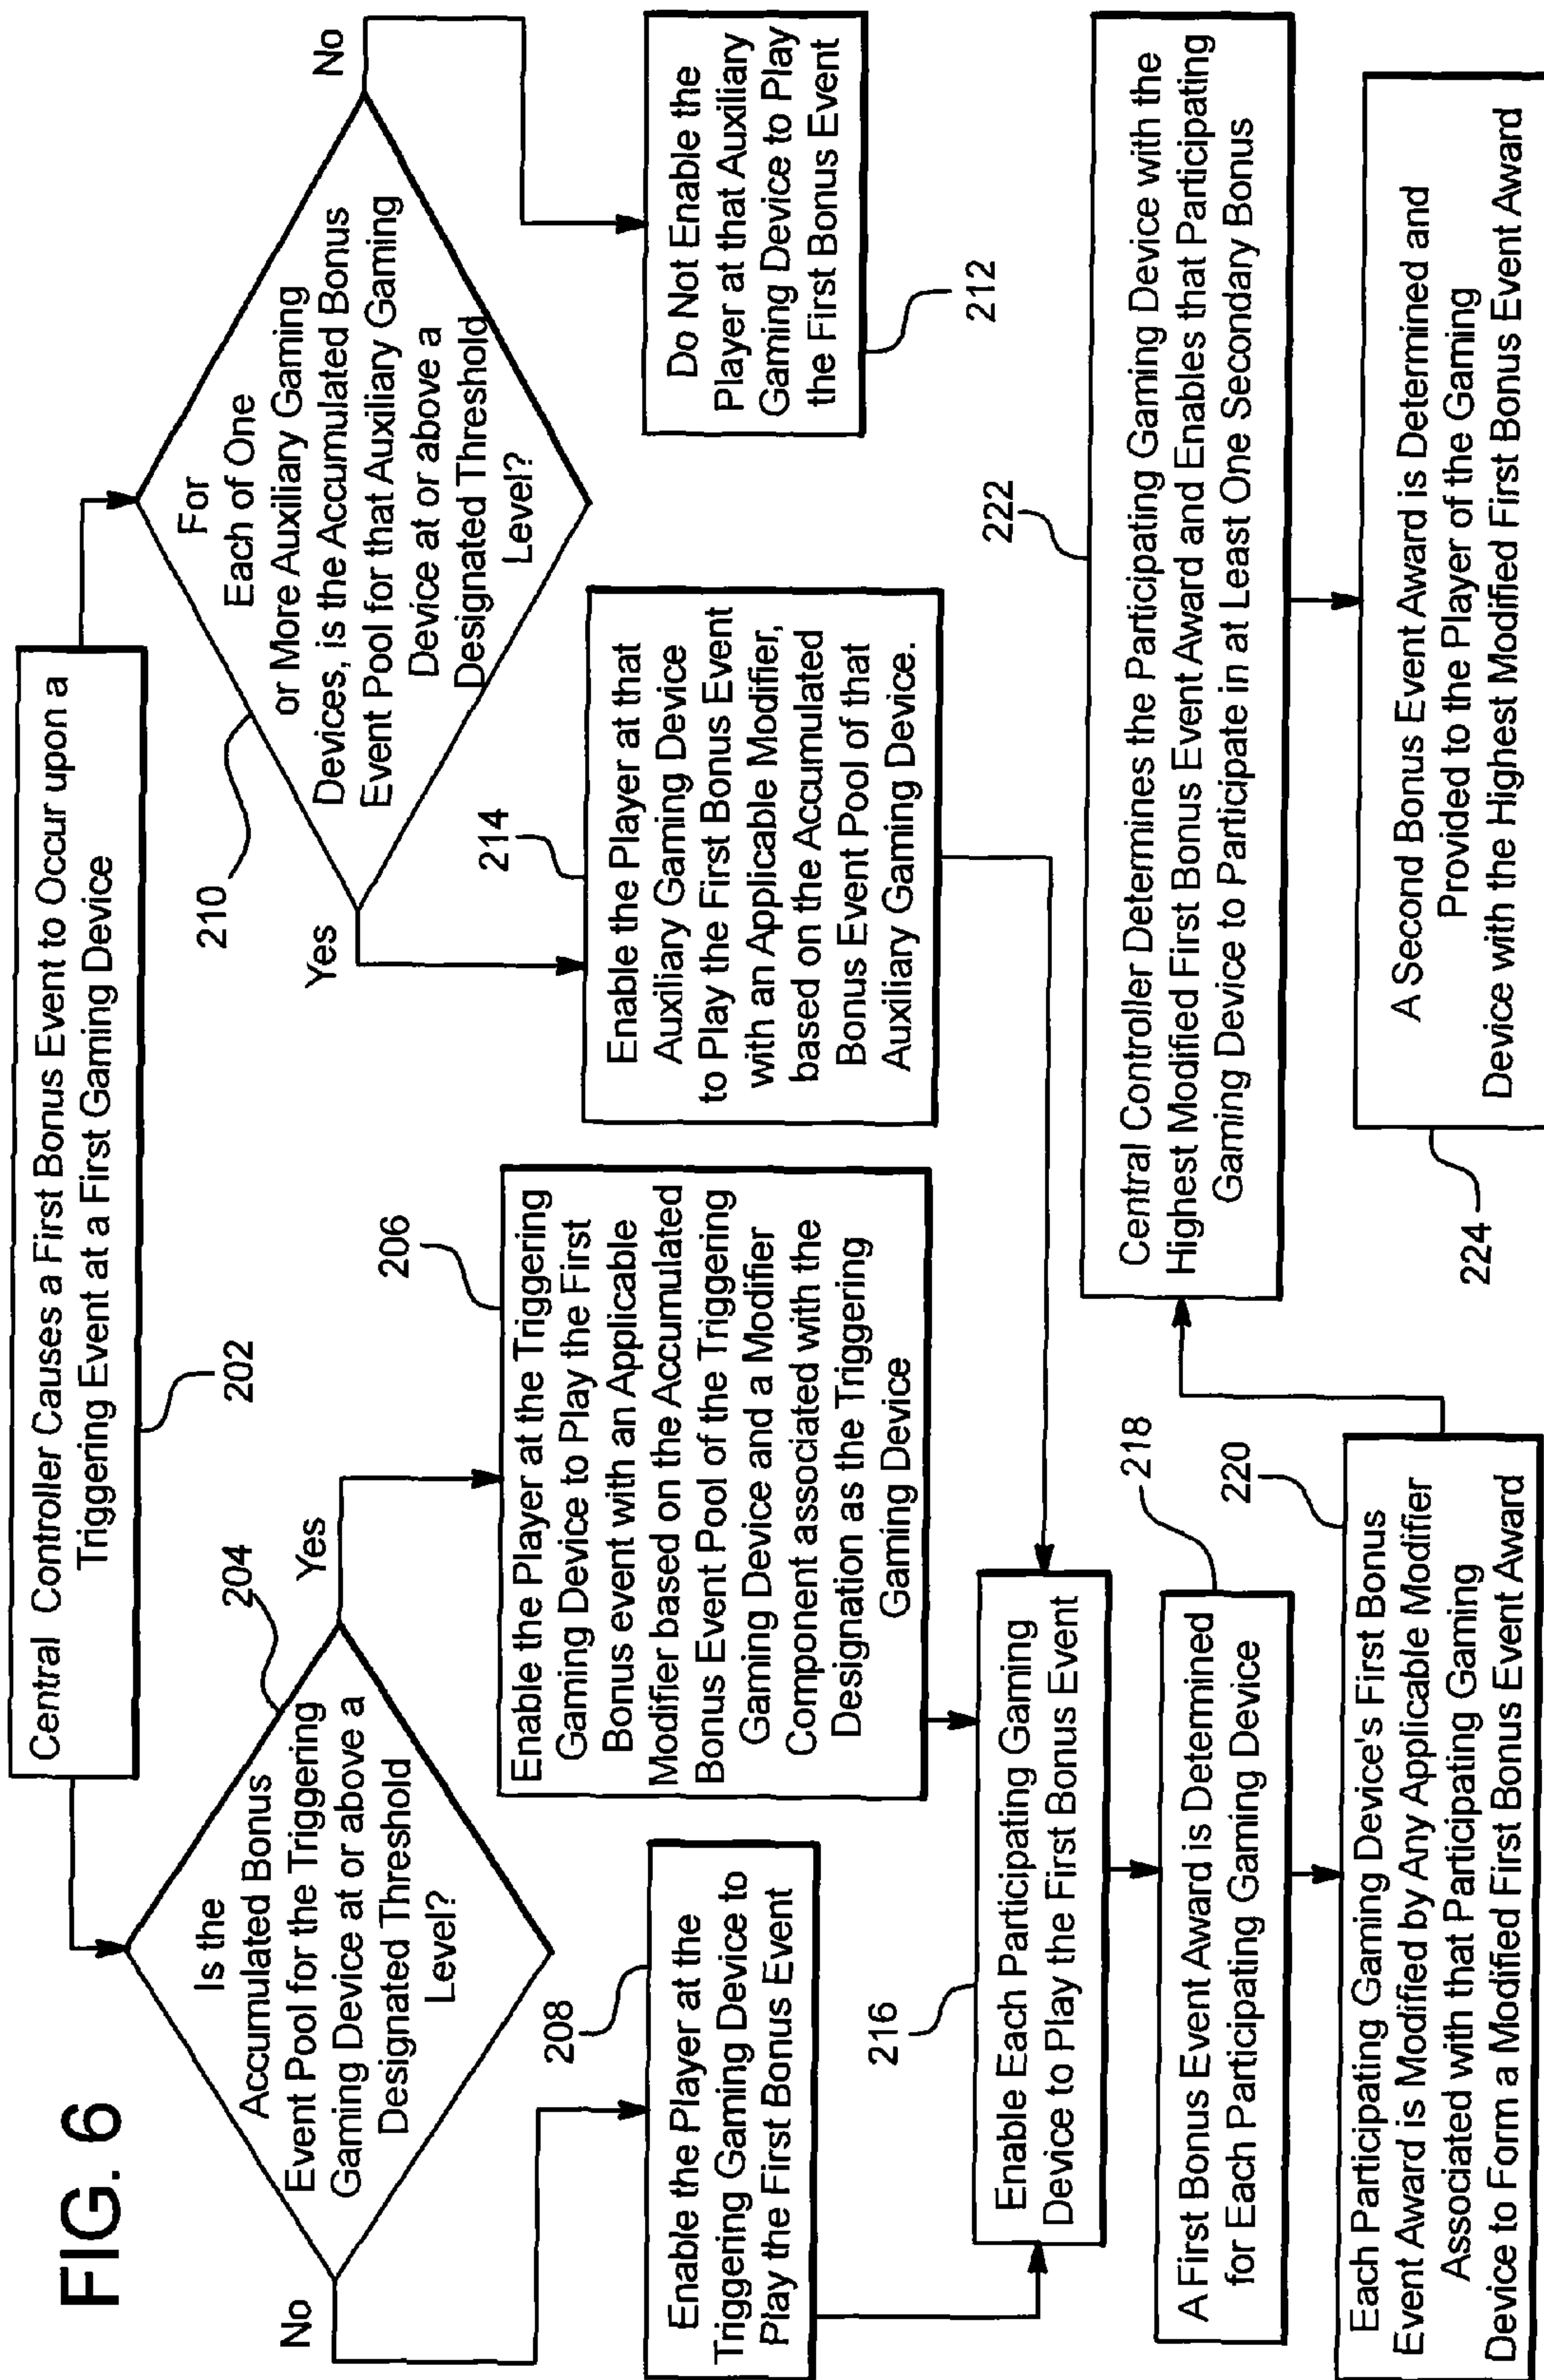 FIG. 6
Central Controller Causes a First Bonus Event to Occur upon a
Triggering Event at a First Gaming Device
202
204
Is the
Accumulated Bonus
Event Pool for the Triggering
Gaming Device at or above a
Designated Threshold
Level?
No
Yes
206
Enable the Player at the Triggering
Gaming Device to Play the First
Bonus event with an Applicable
Modifier based on the Accumulated
Bonus Event Pool of the Triggering
Gaming Device and a Modifier
Component associated with the
Designation as the Triggering
Gaming Device
208
Enable the Player at the
Triggering Gaming Device to
Play the First Bonus Event
210
For
Each of One
or More Auxiliary Gaming
Devices, is the Accumulated Bonus
Event Pool for that Auxiliary Gaming
Device at or above a
Designated Threshold
Level?
Yes
No
212
Do Not Enable the
Player at that Auxiliary
Gaming Device to Play
the First Bonus Event
214
Enable the Player at that
Auxiliary Gaming Device
to Play the First Bonus Event
with an Applicable Modifier,
based on the Accumulated
Bonus Event Pool of that
Auxiliary Gaming Device.
216
Enable Each Participating Gaming
Device to Play the First Bonus Event
218
A First Bonus Event Award is Determined
for Each Participating Gaming Device
220
Each Participating Gaming Device's First Bonus
Event Award is Modified by Any Applicable Modifier
Associated with that Participating Gaming
Device to Form a Modified First Bonus Event Award
222
Central Controller Determines the Participating Gaming Device with the
Highest Modified First Bonus Event Award and Enables that Participating
Gaming Device to Participate in at Least One Secondary Bonus
224
A Second Bonus Event Award is Determined and
Provided to the Player of the Gaming
Device with the Highest Modified First Bonus Event Award